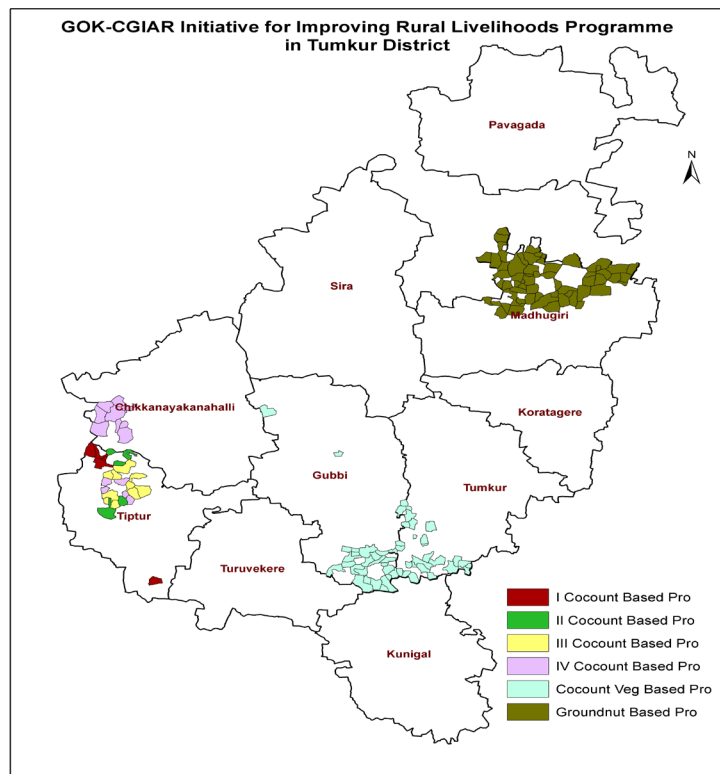 GOK-CGIAR Initiative for Improving Rural Livelihoods Programme
in Tumkur District
Pavagada
N
Sira
Madhugiri
Chikkanayakanahalli
Koratagere
Gubbi
Tumkur
Tiptur
Turuvekere
Kunigal
I Cocount Based Pro
II Cocount Based Pro
III Cocount Based Pro
IV Cocount Based Pro
Cocount Veg Based Pro
Groundnut Based Pro